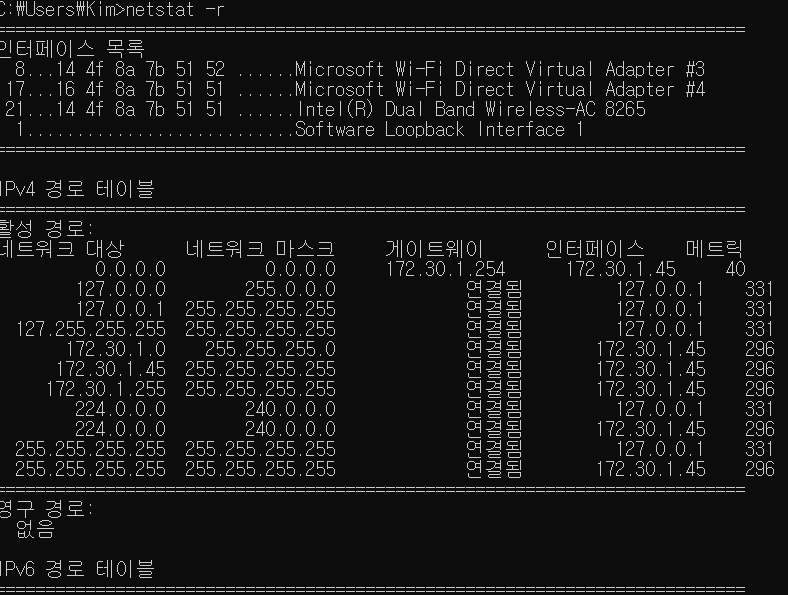 C:\Users\Kim>netstat -r
===========================================================================
인터페이스 목록
  8...14 4f 8a 7b 51 52 ......Microsoft Wi-Fi Direct Virtual Adapter #3
 17...16 4f 8a 7b 51 51 ......Microsoft Wi-Fi Direct Virtual Adapter #4
 21...14 4f 8a 7b 51 51 ......Intel(R) Dual Band Wireless-AC 8265
  1...........................Software Loopback Interface 1
===========================================================================
IPv4 경로 테이블
===========================================================================
활성 경로:
네트워크 대상 네트워크 마스크 게이트웨이 인터페이스 메트릭
0.0.0.0 0.0.0.0 172.30.1.254 172.30.1.45 40
127.0.0.0 255.0.0.0 연결됨 127.0.0.1 331
127.0.0.1 255.255.255.255 연결됨 127.0.0.1 331
127.255.255.255 255.255.255.255 연결됨 127.0.0.1 331
172.30.1.0 255.255.255.0 연결됨 172.30.1.45 296
172.30.1.45 255.255.255.255 연결됨 172.30.1.45 296
172.30.1.255 255.255.255.255 연결됨 172.30.1.45 296
224.0.0.0 240.0.0.0 연결됨 127.0.0.1 331
224.0.0.0 240.0.0.0 연결됨 172.30.1.45 296
255.255.255.255 255.255.255.255 연결됨 127.0.0.1 331
255.255.255.255 255.255.255.255 연결됨 172.30.1.45 296
===========================================================================
영구 경로:
없음
IPv6 경로 테이블
===========================================================================